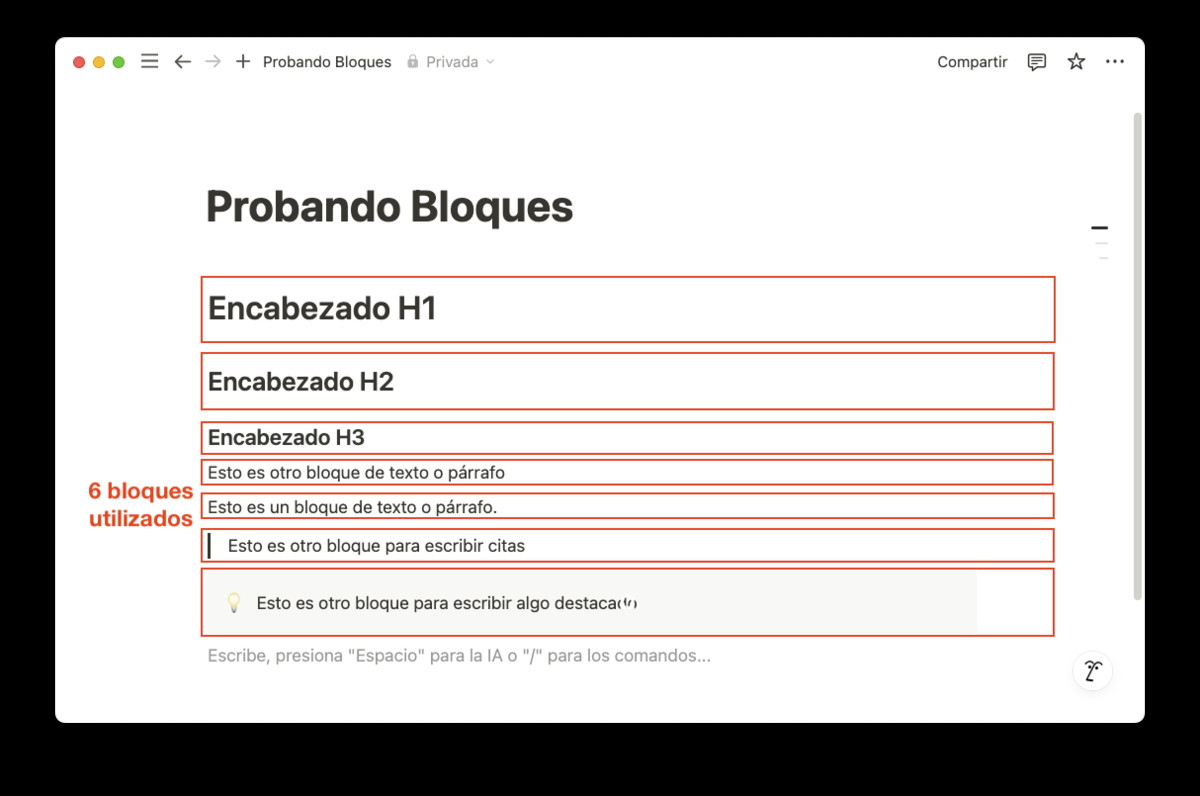 Probando Bloques Privada Compartir
Probando Bloques
Encabezado H1
Encabezado H2
Encabezado H3
Esto es otro bloque de texto o párrafo
6 bloques
utilizados
Esto es un bloque de texto o párrafo.
Esto es otro bloque para escribir citas
Esto es otro bloque para escribir algo
Escribe, presiona "Espacio" para la IA o "/" para los comandos...